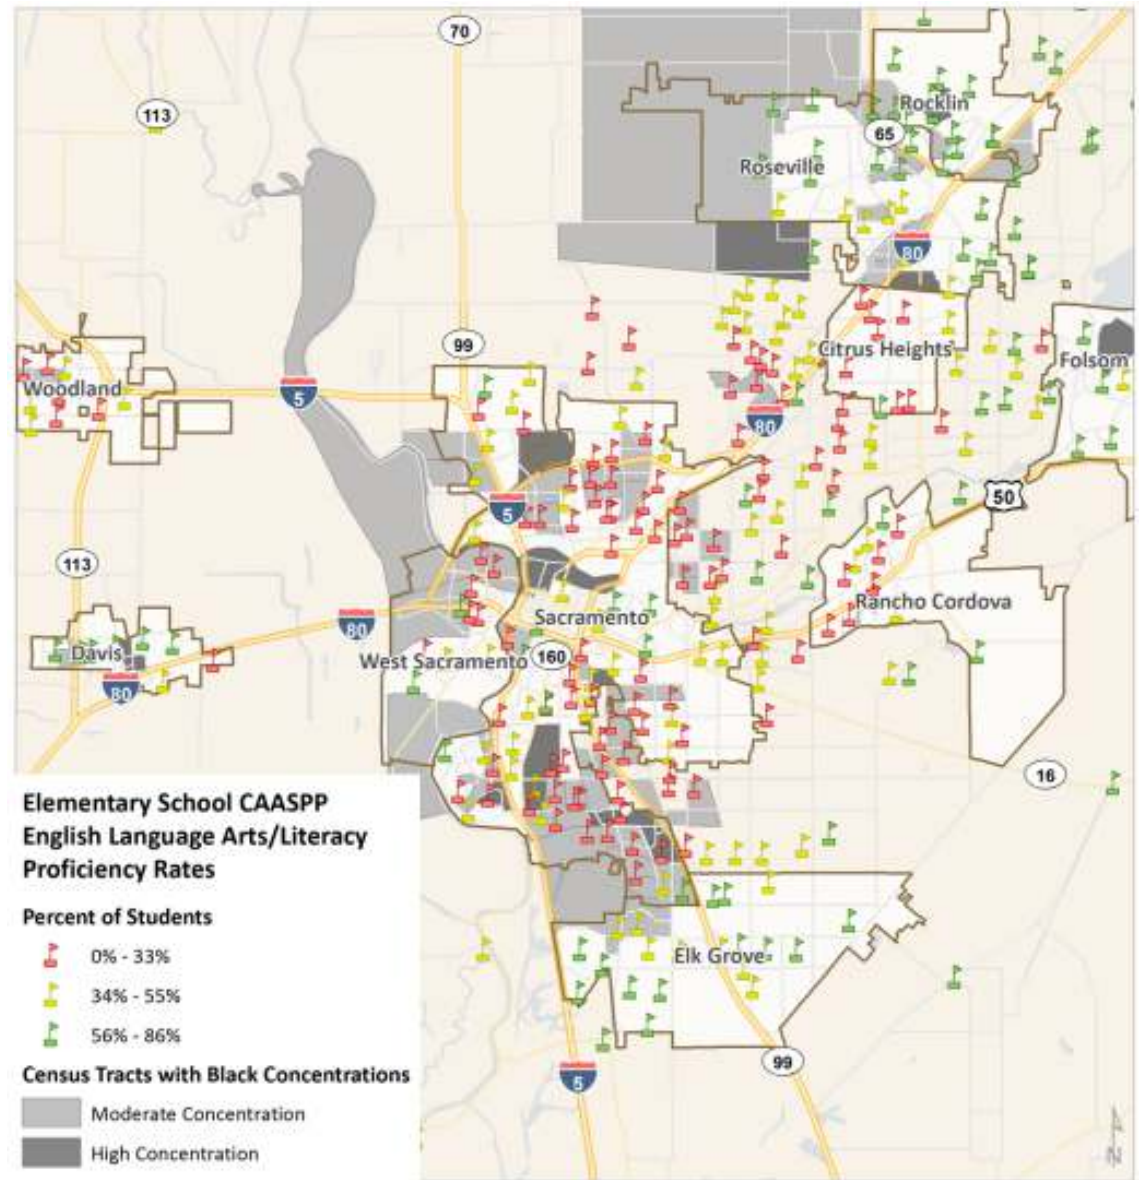 70
113
Rocklin
65
Roseville
80
99
Citrus Heights
Folsom
Woodland
5
80
5
50
113
Rancho Cordova
Sacramento
80
Davis
West Sacramento
160
80
16
Elementary School CAASPP
English Language Arts/Literacy
Proficiency Rates
Percent of Students
0% - 33%
34% - 55%
56% - 86%
Elk Grove
99
5
Census Tracts with Black Concentrations
Moderate Concentration
High Concentration
N